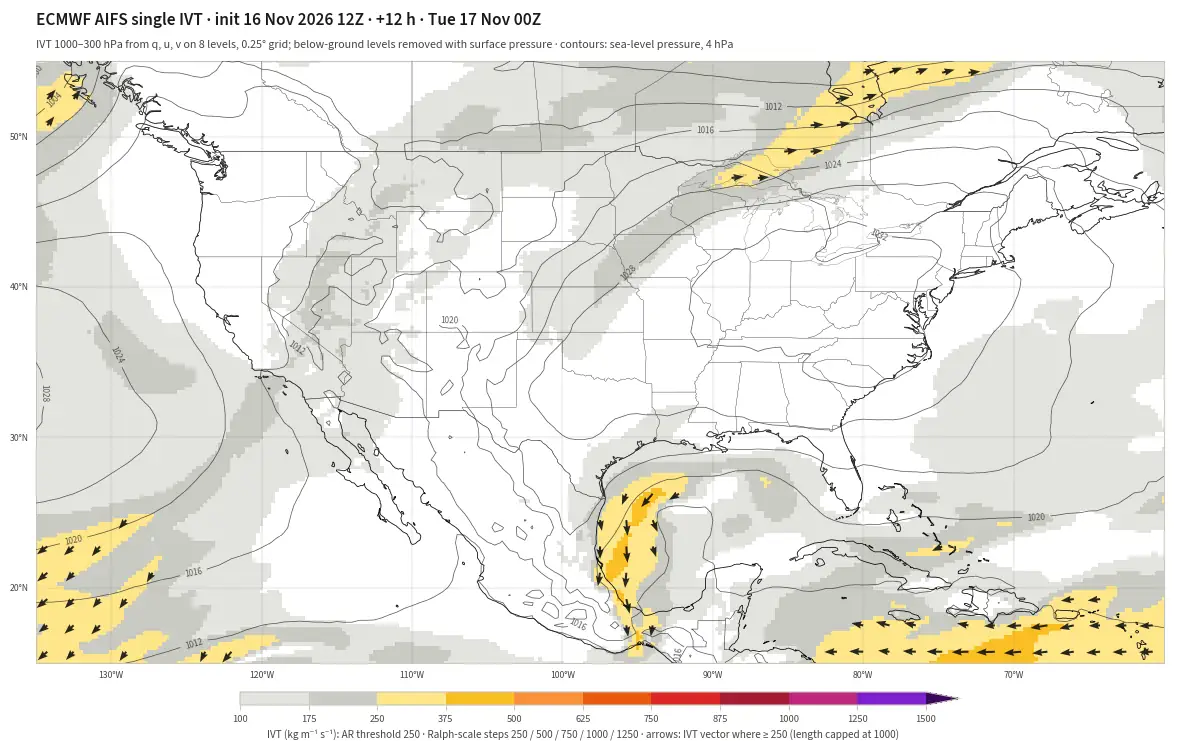 ECMWF AIFS single IVT · init 16 Nov 2026 12Z · +12 h · Tue 17 Nov 00Z
IVT 1000–300 hPa from q, u, v on 8 levels, 0.25° grid; below-ground levels removed with surface pressure · contours: sea-level pressure, 4 hPa
1004
1012
1016
50°N
1024
1032
1028
40°N
1020
1012
1024
1028
30°N
1020
1020
1016
20°N
1016
1012
1016
130°W 120°W 110°W 100°W 90°W 80°W 70°W
100 175 250 375 500 625 750 875 1000 1250 1500
IVT (kg m⁻¹ s⁻¹): AR threshold 250 · Ralph-scale steps 250 / 500 / 750 / 1000 / 1250 · arrows: IVT vector where ≥ 250 (length capped at 1000)